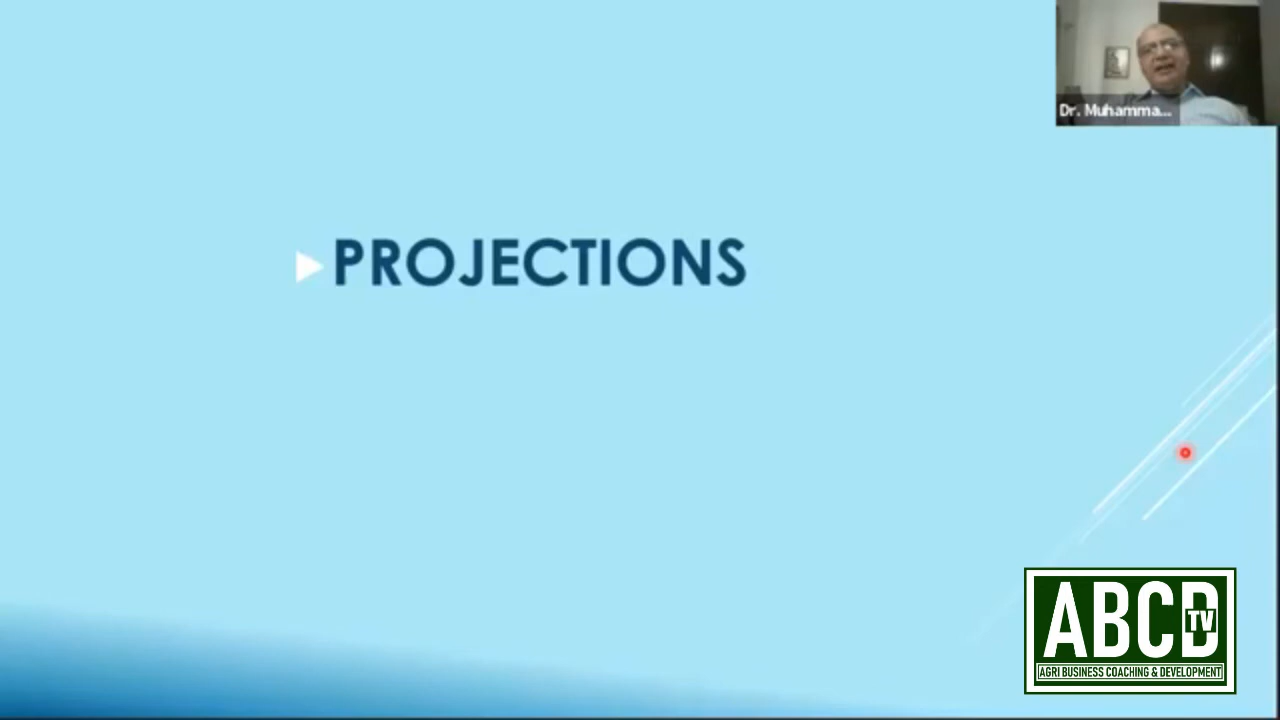 Dr. Muhamma...
PROJECTIONS
ABCD
TV
AGRI BUSINESS COACHING & DEVELOPMENT